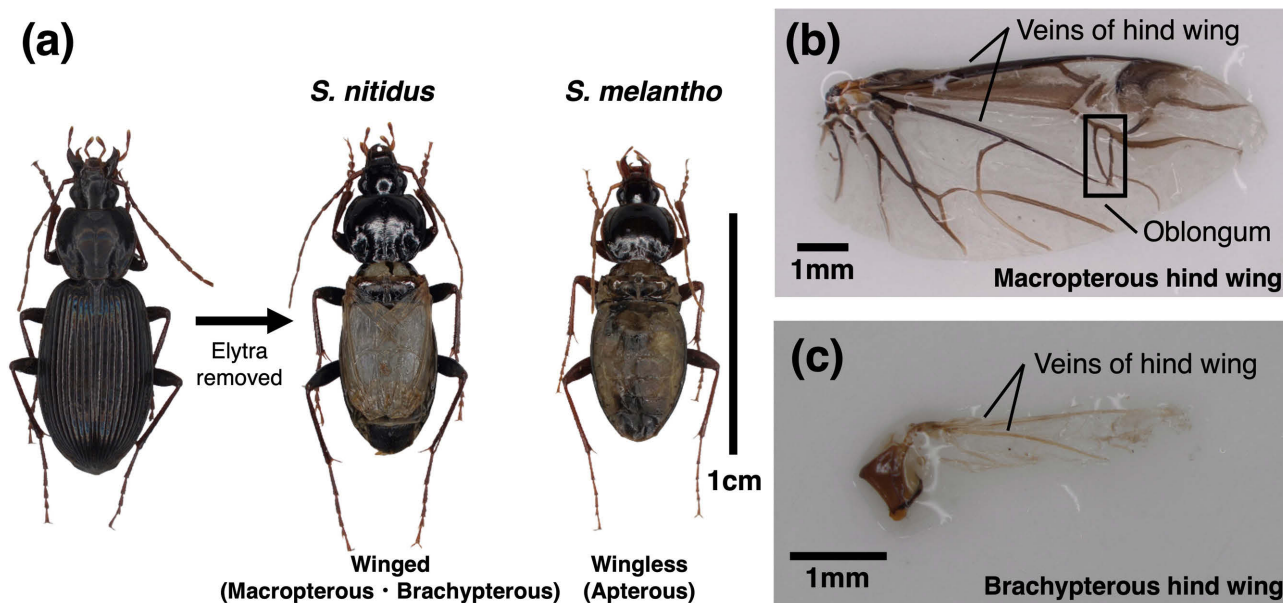 (a)
S. nitidus
S. melantho
Elytra
removed
1cm
Winged
(Macropterous・Brachypterous)
Wingless
(Apterous)
(b)
Veins of hind wing
Oblongum
1mm
Macropterous hind wing
(c)
Veins of hind wing
1mm
Brachypterous hind wing